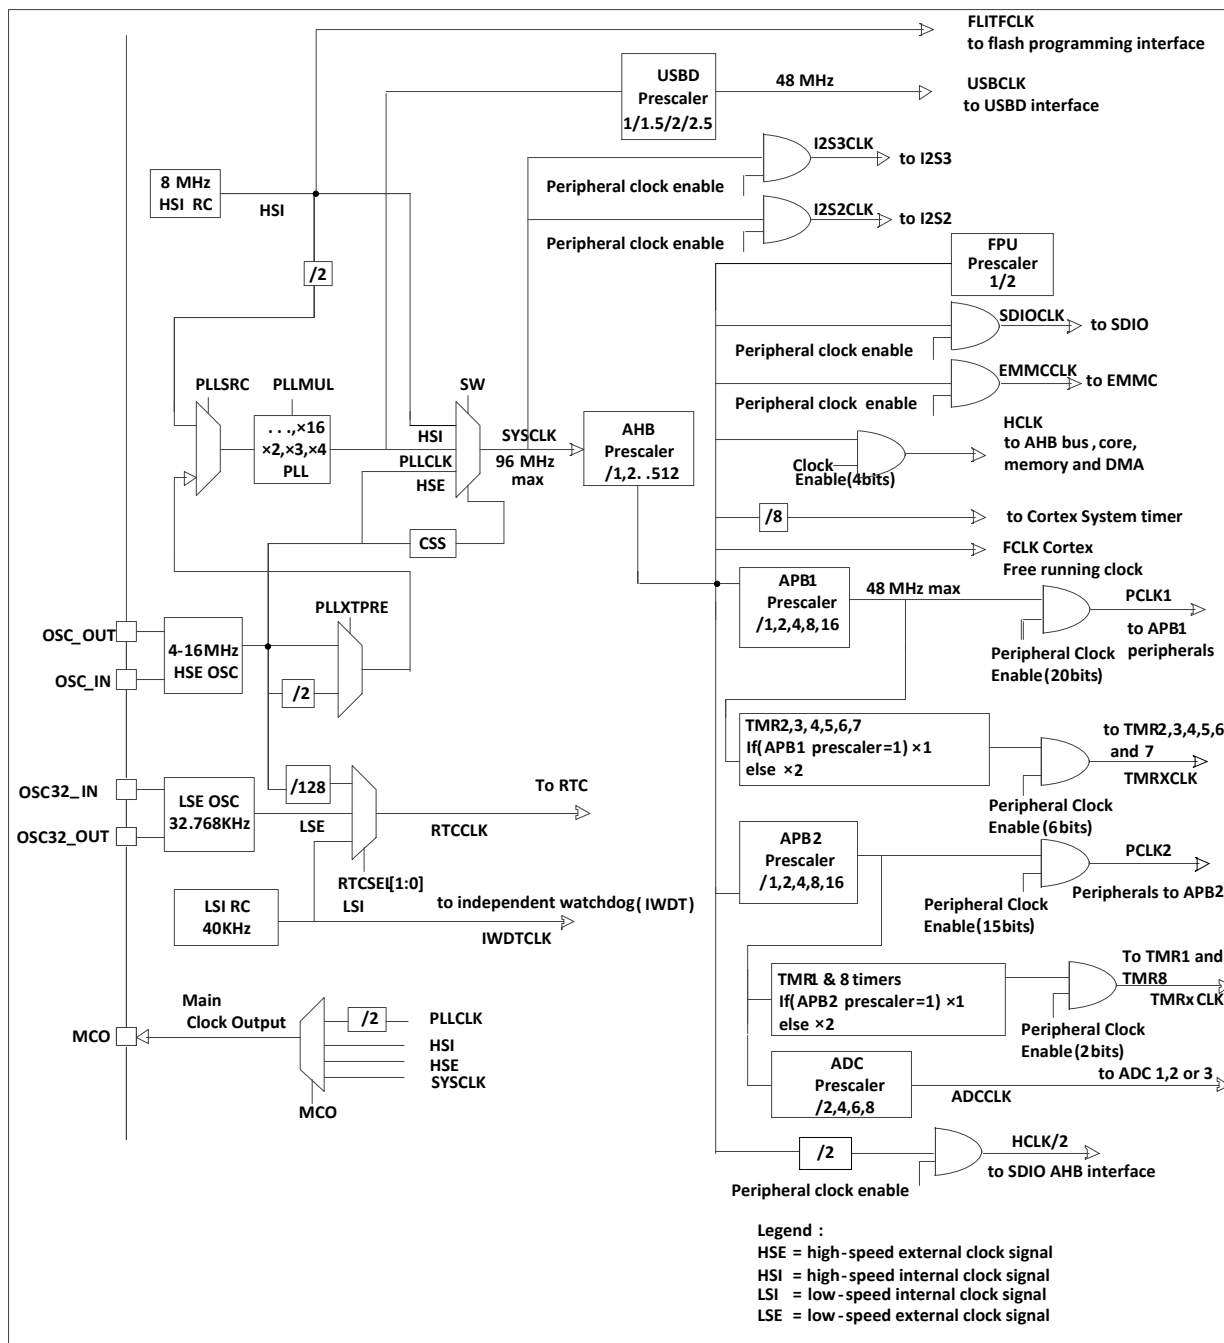 FLITFCLK
to flash programming interface
USBD
Prescaler
1/1.5/2/2.5
48 MHz
USBCLK
to USBD interface
I2S3CLK
to I2S3
Peripheral clock enable
8 MHz
HSI RC
HSI
I2S2CLK
to I2S2
Peripheral clock enable
FPU
Prescaler
1/2
/2
SDIOCLK
to SDIO
Peripheral clock enable
EMMCCLK
to EMMC
Peripheral clock enable
PLLSRC
PLLMUL
SW
. . .,×16
×2,×3,×4
PLL
HSI
PLLCLK
HSE
SYSCLK
96 MHz
max
AHB
Prescaler
/1,2. .512
HCLK
to AHB bus , core,
memory and DMA
Clock
Enable(4bits)
/8
to Cortex System timer
CSS
FCLK Cortex
Free running clock
APB1
Prescaler
/1,2,4,8,16
48 MHz max
PCLK1
to APB1
peripherals
Peripheral Clock
Enable(20bits)
PLLXTPRE
OSC_OUT
4-16MHz
HSE OSC
OSC_IN
/2
TMR2,3, 4,5,6,7
If(APB1 prescaler=1) ×1
else ×2
to TMR2,3,4,5,6
and 7
TMRXCLK
Peripheral Clock
Enable(6bits)
OSC32_IN
LSE OSC
32.768KHz
OSC32_OUT
/128
LSE
To RTC
RTCCLK
RTCSEL[1:0]
APB2
Prescaler
/1,2,4,8,16
PCLK2
Peripherals to APB2
Peripheral Clock
Enable(15bits)
LSI RC
40KHz
LSI
to independent watchdog(IWDT)
IWDTCLK
TMR1 & 8 timers
If(APB2 prescaler=1) ×1
else ×2
To TMR1 and
TMR8
TMRx CLK
Peripheral Clock
Enable(2bits)
Main
Clock Output
MCO
/2
PLLCLK
HSI
HSE
SYSCLK
MCO
ADC
Prescaler
/2,4,6,8
ADCCLK
to ADC 1,2 or 3
/2
HCLK/2
to SDIO AHB interface
Peripheral clock enable
Legend :
HSE = high-speed external clock signal
HSI = high-speed internal clock signal
LSI = low-speed internal clock signal
LSE = low-speed external clock signal